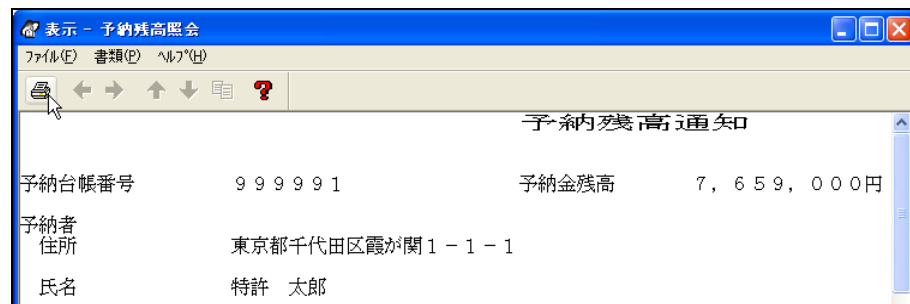 表示 - 予納残高照会
ファイル(F) 書類(P) ヘルプ(H)
?
予納残高通知
予納台帳番号 ９９９９９１ 予納金残高 ７，６５９，０００円
予納者
住所 東京都千代田区霞が関１－１－１
氏名 特許 太郎